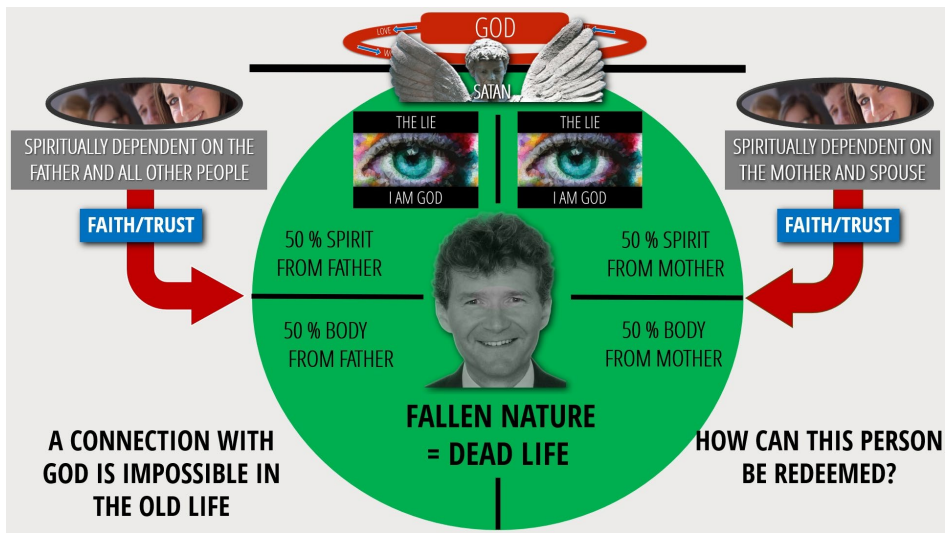 GOD
LOVE
SATAN
THE LIE
I AM GOD
THE LIE
I AM GOD
SPIRITUALLY DEPENDENT ON THE
FATHER AND ALL OTHER PEOPLE
FAITH/TRUST
SPIRITUALLY DEPENDENT ON
THE MOTHER AND SPOUSE
FAITH/TRUST
50 % SPIRIT
FROM FATHER
50 % SPIRIT
FROM MOTHER
50 % BODY
FROM FATHER
50 % BODY
FROM MOTHER
FALLEN NATURE
= DEAD LIFE
A CONNECTION WITH
GOD IS IMPOSSIBLE IN
THE OLD LIFE
HOW CAN THIS PERSON
BE REDEEMED?